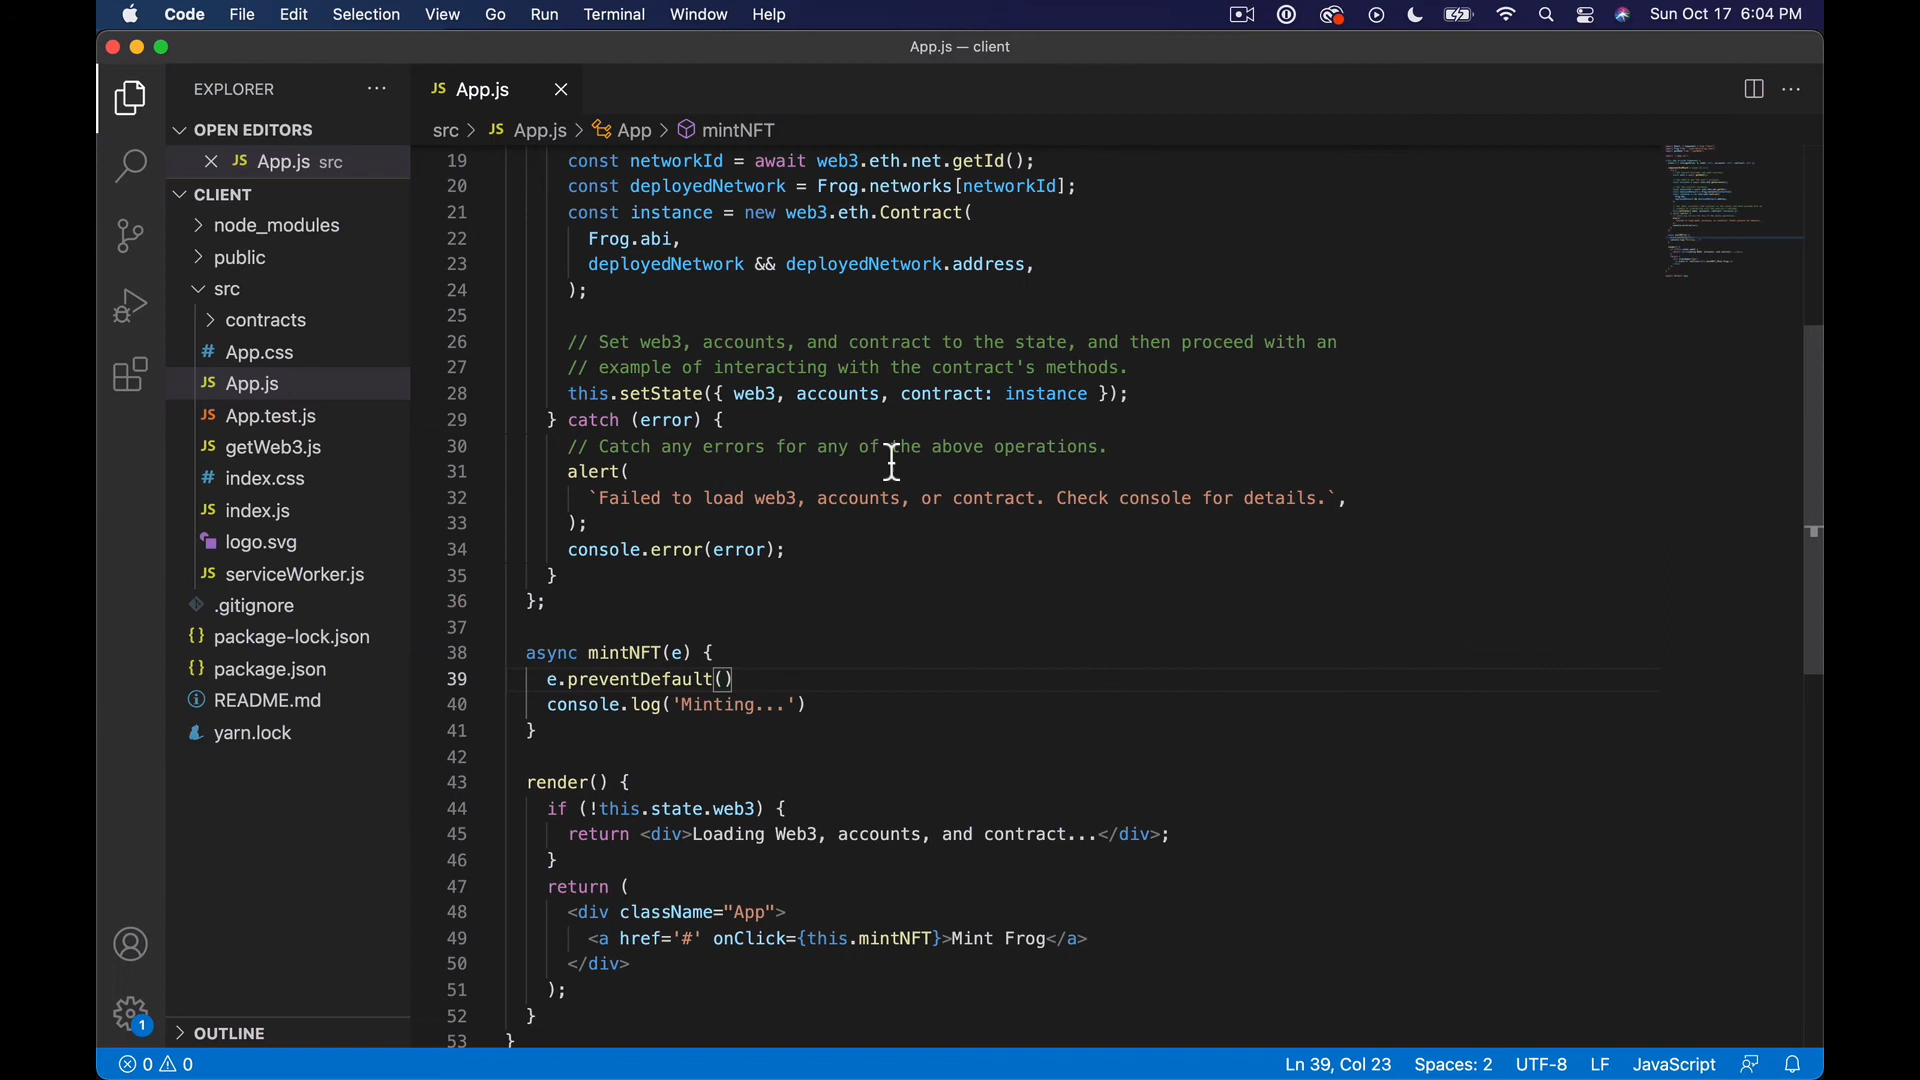 Code File Edit Selection View Go Run Terminal Window Help Sun Oct 17 6:04 PM
App.js — client
EXPLORER ···
JS App.js
OPEN EDITORS
src > JS App.js > App > mintNFT
JS App.js src
CLIENT
node_modules
public
src
contracts
# App.css
JS App.js
JS App.test.js
JS getWeb3.js
# index.css
JS index.js
logo.svg
JS serviceWorker.js
.gitignore
{} package-lock.json
{} package.json
README.md
yarn.lock
OUTLINE
19 const networkId = await web3.eth.net.getId();
20 const deployedNetwork = Frog.networks[networkId];
21 const instance = new web3.eth.Contract(
22 Frog.abi,
23 deployedNetwork && deployedNetwork.address,
24 );
25
26 // Set web3, accounts, and contract to the state, and then proceed with an
27 // example of interacting with the contract's methods.
28 this.setState({ web3, accounts, contract: instance });
29 } catch (error) {
30 // Catch any errors for any of the above operations.
31 alert(
32 `Failed to load web3, accounts, or contract. Check console for details.`,
33 );
34 console.error(error);
35 }
36 };
37
38 async mintNFT(e) {
39 e.preventDefault()
40 console.log('Minting...')
41 }
42
43 render() {
44 if (!this.state.web3) {
45 return <div>Loading Web3, accounts, and contract...</div>;
46 }
47 return (
48 <div className="App">
49 <a href='#' onClick={this.mintNFT}>Mint Frog</a>
50 </div>
51 );
52 }
53 }
1
0 0 Ln 39, Col 23 Spaces: 2 UTF-8 LF JavaScript